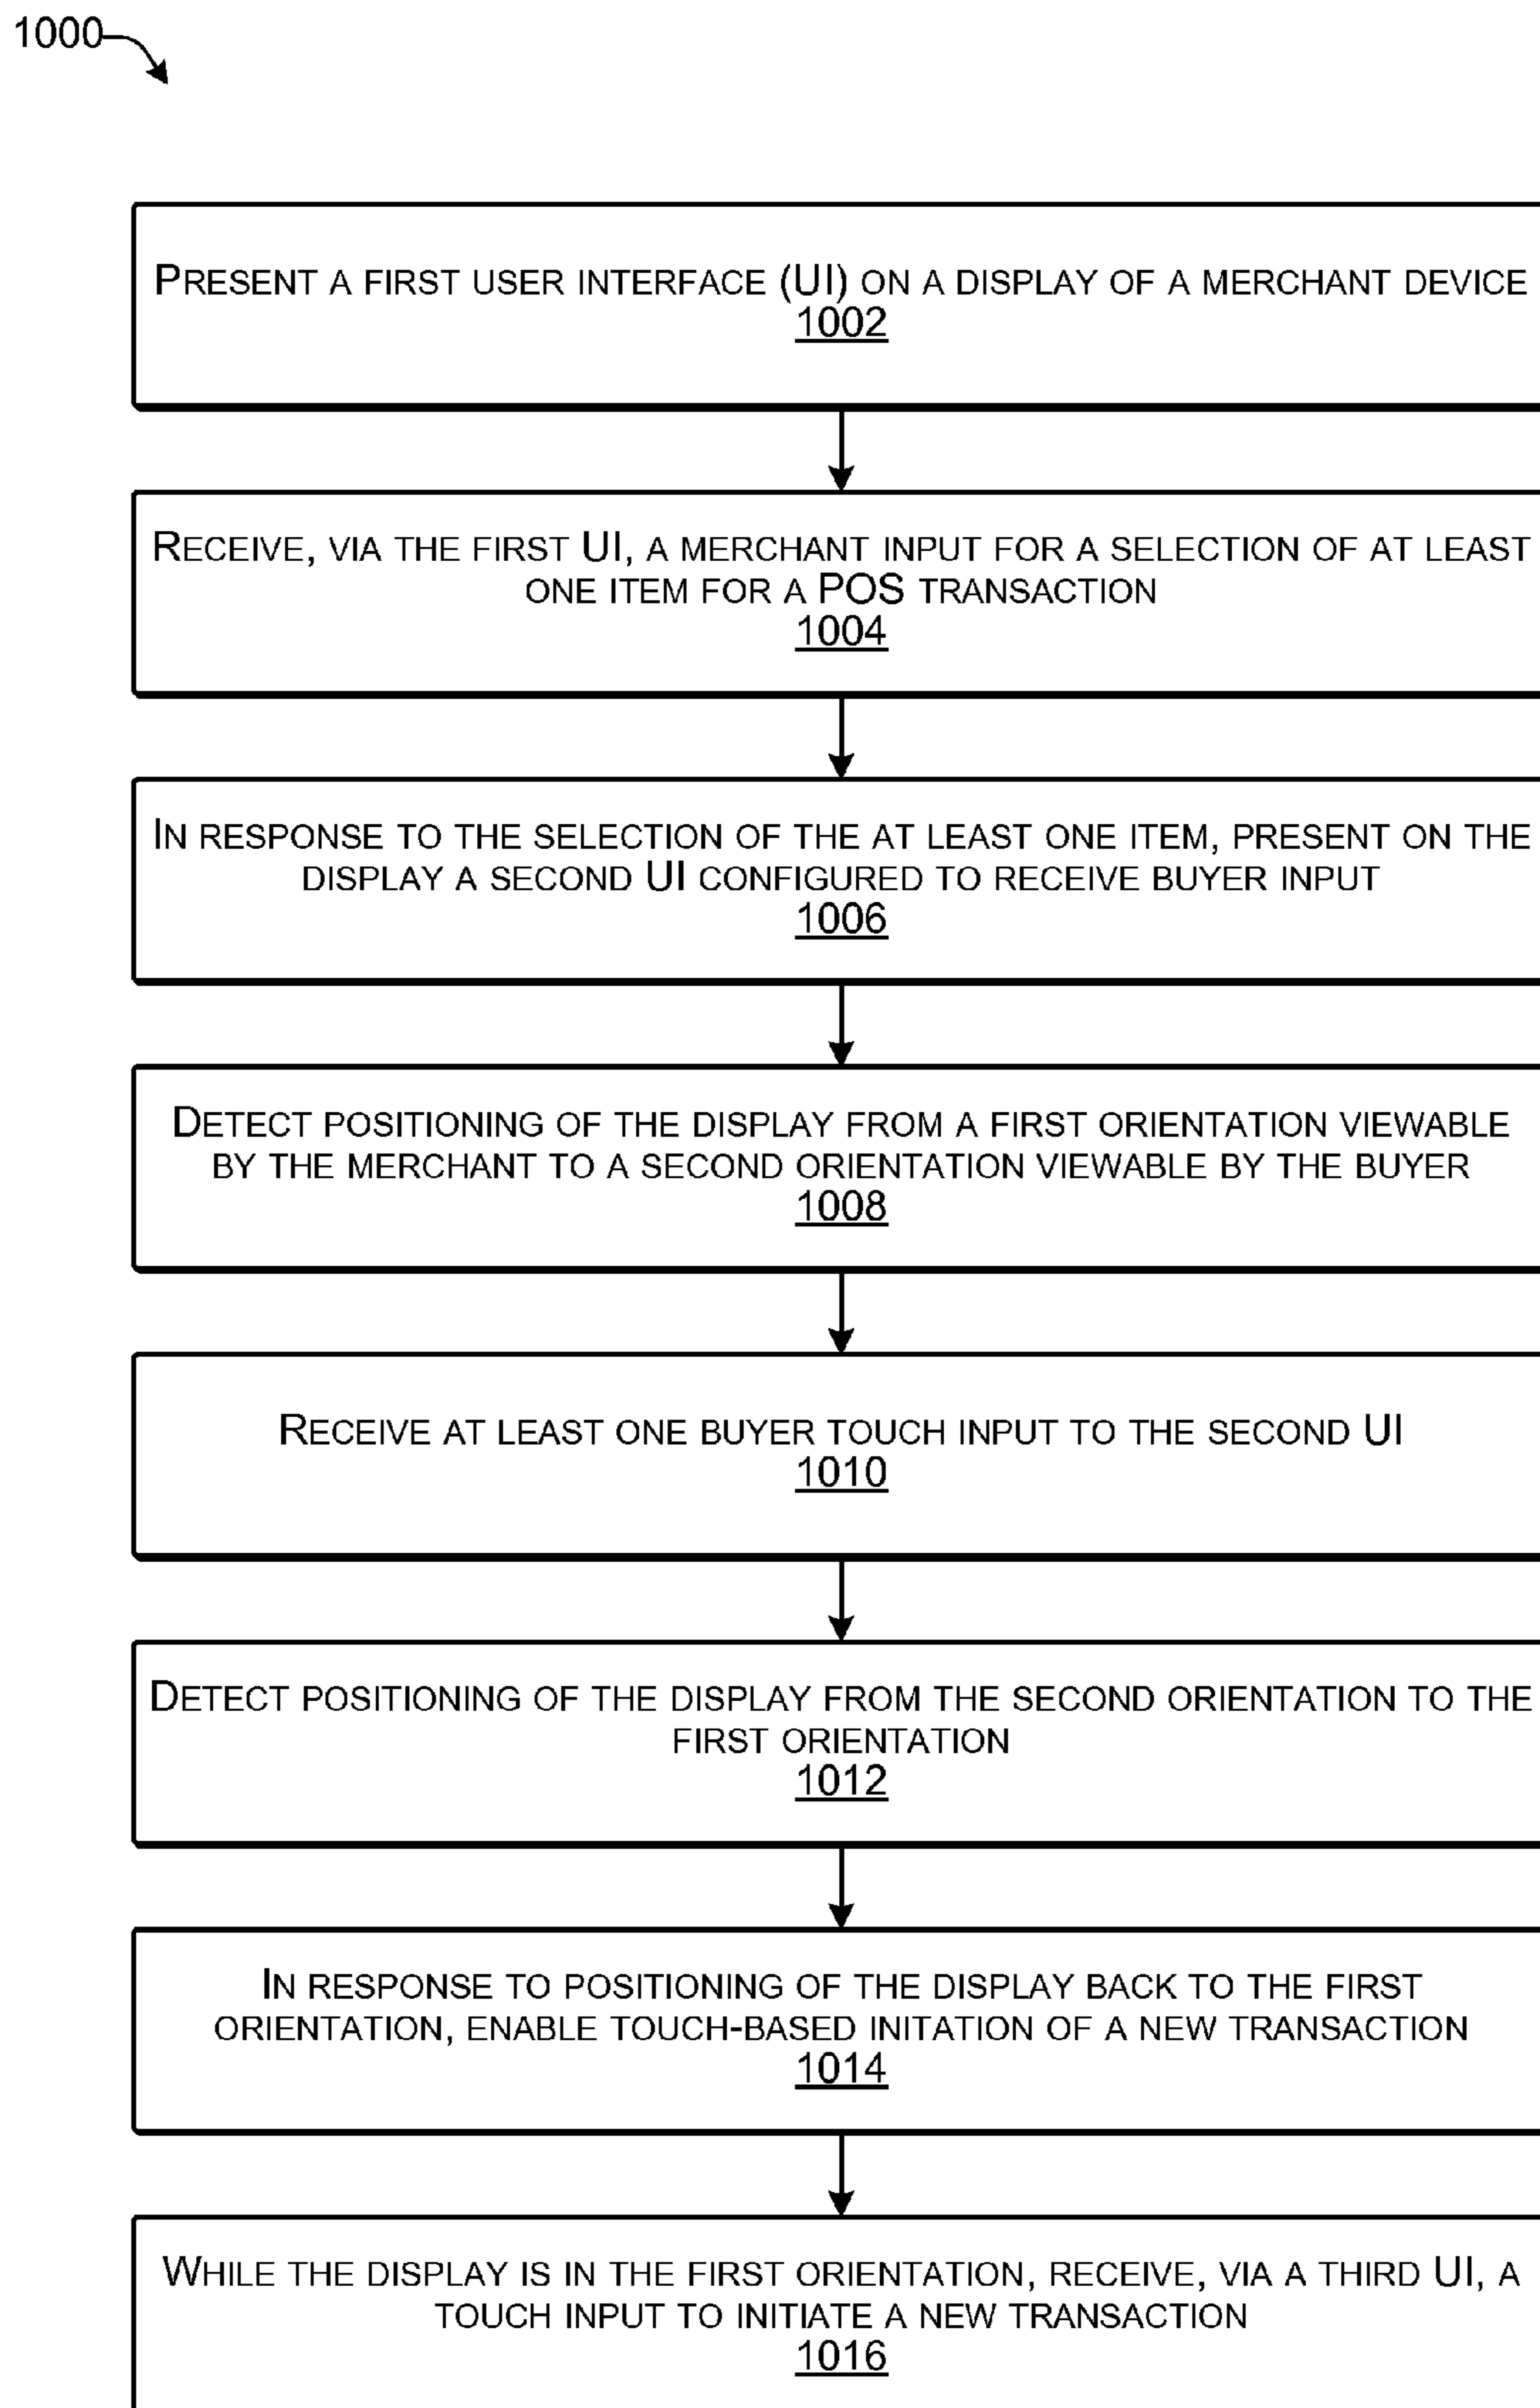 1000
PRESENT A FIRST USER INTERFACE (UI) ON A DISPLAY OF A MERCHANT DEVICE
1002
RECEIVE, VIA THE FIRST UI, A MERCHANT INPUT FOR A SELECTION OF AT LEAST
ONE ITEM FOR A POS TRANSACTION
1004
IN RESPONSE TO THE SELECTION OF THE AT LEAST ONE ITEM, PRESENT ON THE
DISPLAY A SECOND UI CONFIGURED TO RECEIVE BUYER INPUT
1006
DETECT POSITIONING OF THE DISPLAY FROM A FIRST ORIENTATION VIEWABLE
BY THE MERCHANT TO A SECOND ORIENTATION VIEWABLE BY THE BUYER
1008
RECEIVE AT LEAST ONE BUYER TOUCH INPUT TO THE SECOND UI
1010
DETECT POSITIONING OF THE DISPLAY FROM THE SECOND ORIENTATION TO THE
FIRST ORIENTATION
1012
IN RESPONSE TO POSITIONING OF THE DISPLAY BACK TO THE FIRST
ORIENTATION, ENABLE TOUCH-BASED INITATION OF A NEW TRANSACTION
1014
WHILE THE DISPLAY IS IN THE FIRST ORIENTATION, RECEIVE, VIA A THIRD UI, A
TOUCH INPUT TO INITIATE A NEW TRANSACTION
1016